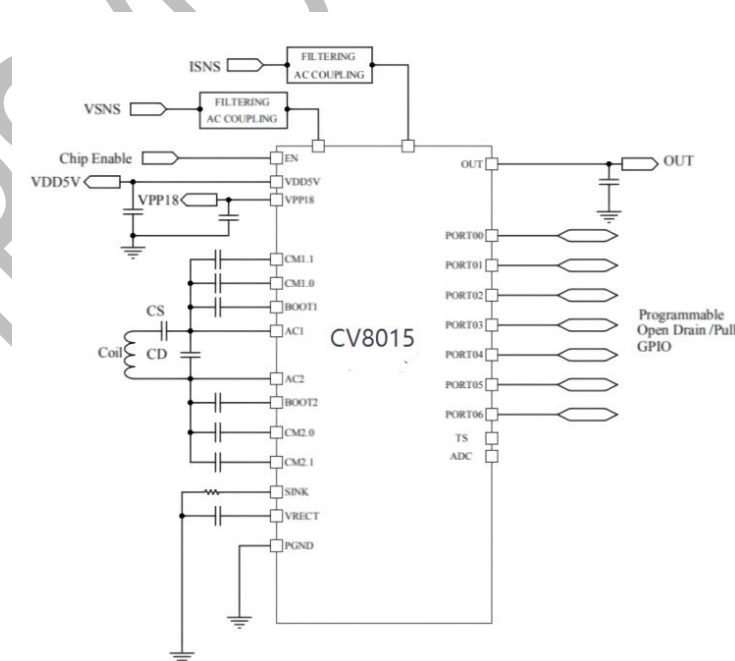 ISNS
FILTERING
AC COUPLING
VSNS
FILTERING
AC COUPLING
Chip Enable
EN
OUT
OUT
VDD5V
VDD5V
VPP18
VPP18
PORT00
PORT01
PORT02
PORT03
PORT04
PORT05
PORT06
TS
ADC
Programmable
Open Drain /Pull
GPIO
CM1.1
CM1.0
BOOT1
CS
AC1
CV8015
Coil
CD
AC2
BOOT2
CM2.0
CM2.1
SINK
VRECT
PGND